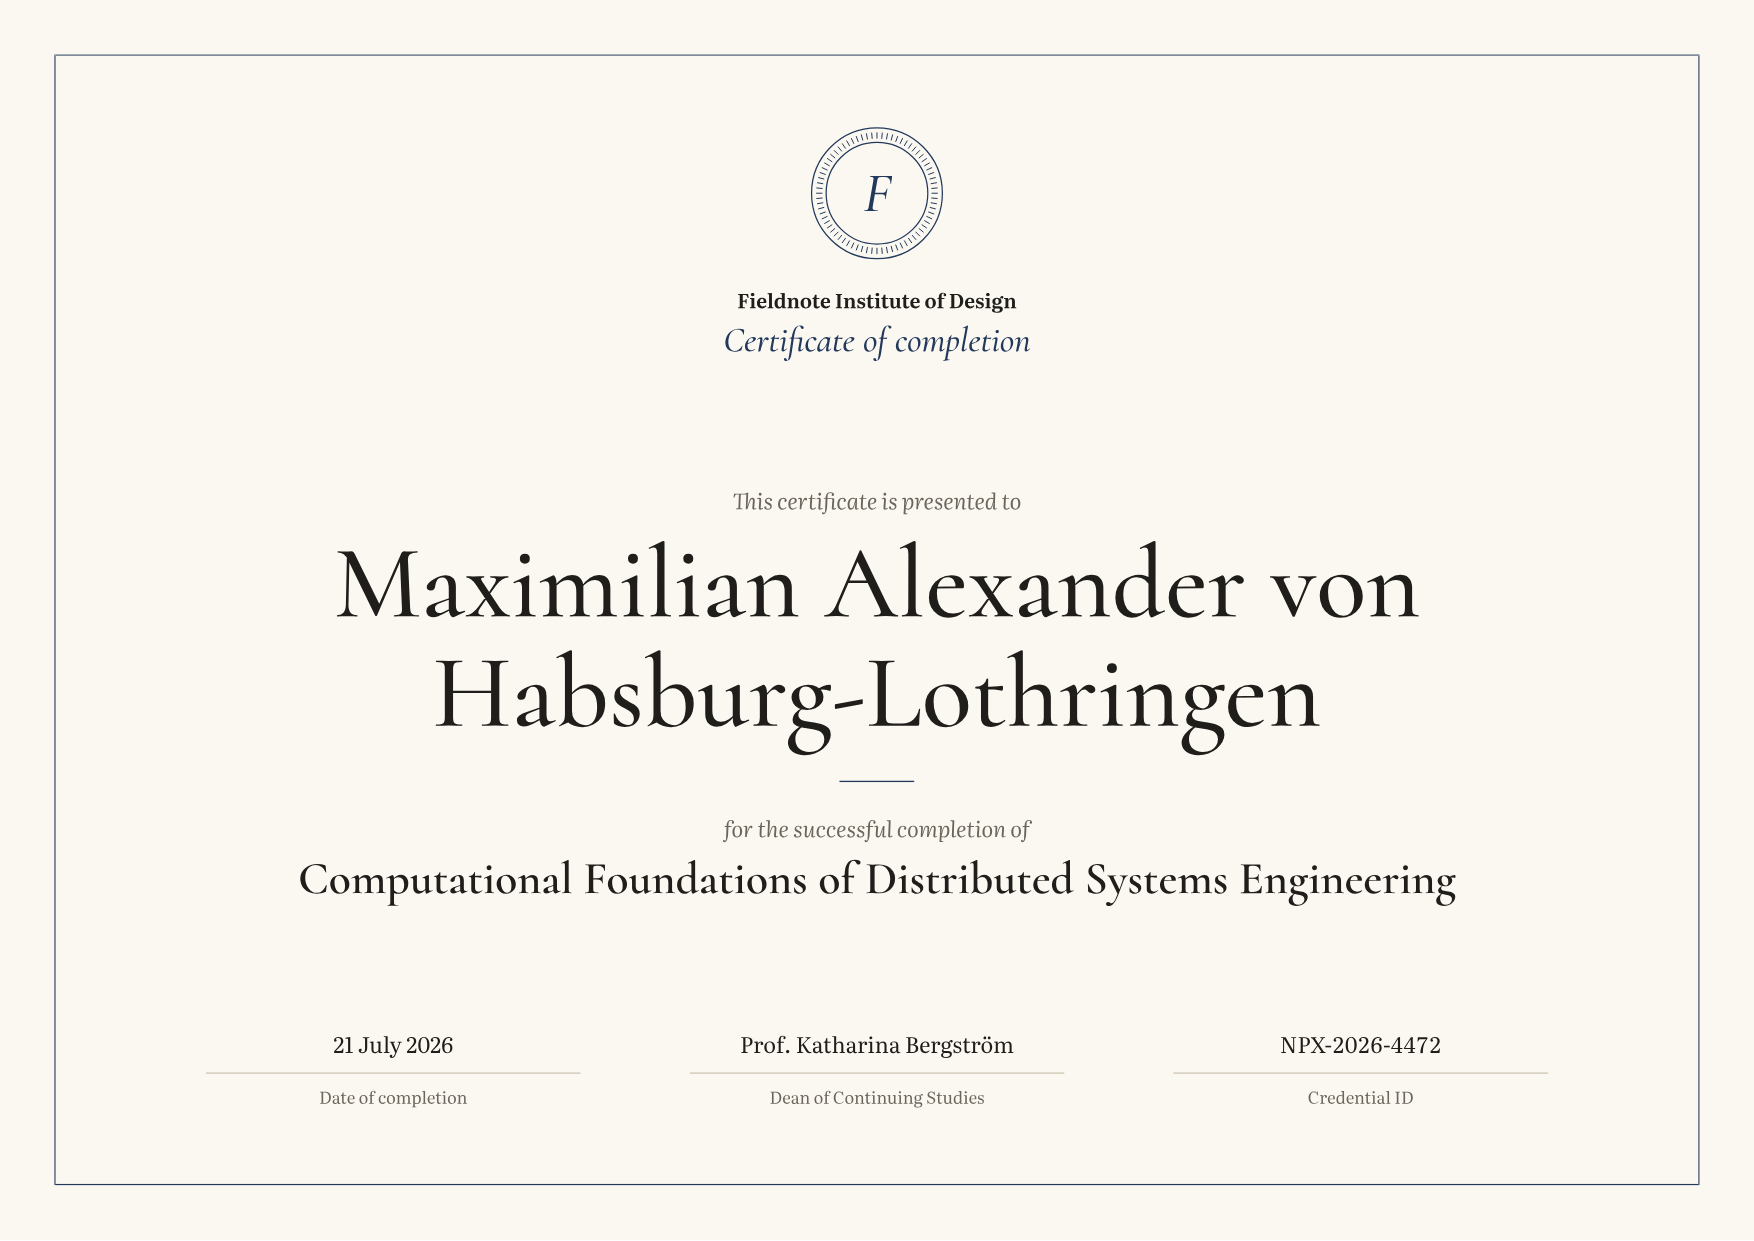 F
Fieldnote Institute of Design
Certificate of completion
This certificate is presented to
Maximilian Alexander von
Habsburg-Lothringen
for the successful completion of
Computational Foundations of Distributed Systems Engineering
21 July 2026
Date of completion
Prof. Katharina Bergström
Dean of Continuing Studies
NPX-2026-4472
Credential ID